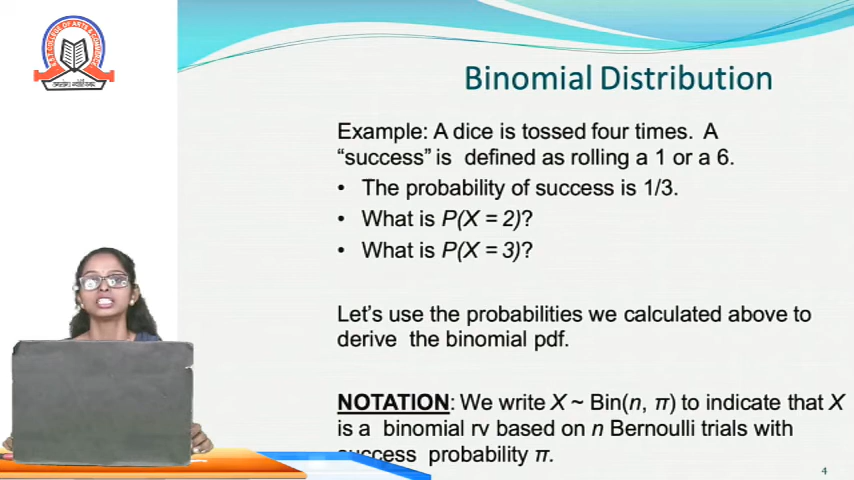 Binomial Distribution
Example: A dice is tossed four times. A
“success” is defined as rolling a 1 or a 6.
• The probability of success is 1/3.
• What is P(X = 2)?
• What is P(X = 3)?
Let’s use the probabilities we calculated above to
derive the binomial pdf.
NOTATION: We write X ~ Bin(n, π) to indicate that X
is a binomial rv based on n Bernoulli trials with
success probability π.
4